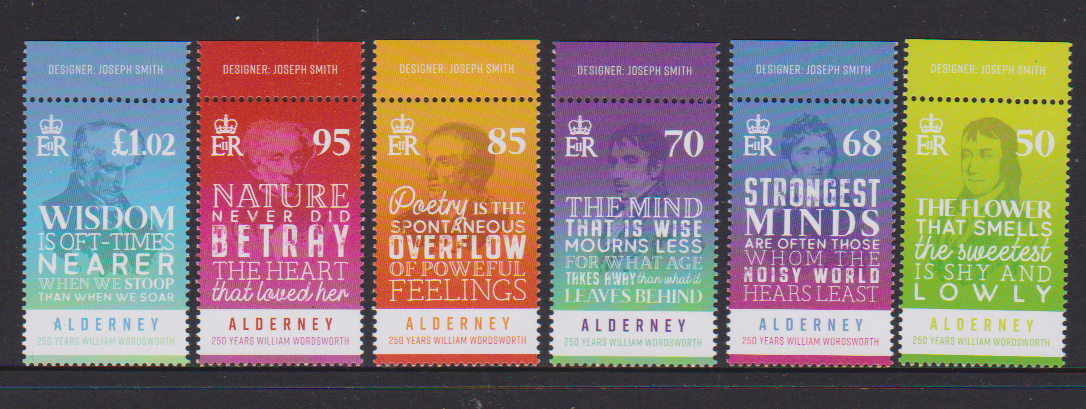 DESIGNER: JOSEPH SMITH
EIIR
£1.02
WISDOM
IS OFT-TIMES
NEARER
WHEN WE STOOP
THAN WHEN WE SOAR
ALDERNEY
250 YEARS WILLIAM WORDSWORTH
DESIGNER: JOSEPH SMITH
EIIR
95
NATURE
NEVER DID
BETRAY
THE HEART
that loved her
ALDERNEY
250 YEARS WILLIAM WORDSWORTH
DESIGNER: JOSEPH SMITH
EIIR
85
Poetry IS THE
SPONTANEOUS
OVERFLOW
OF POWEFUL
FEELINGS
ALDERNEY
250 YEARS WILLIAM WORDSWORTH
DESIGNER: JOSEPH SMITH
EIIR
70
THE MIND
THAT IS WISE
MOURNS LESS
FOR WHAT AGE
TAKES AWAY than what it
LEAVES BEHIND
ALDERNEY
250 YEARS WILLIAM WORDSWORTH
DESIGNER: JOSEPH SMITH
EIIR
68
STRONGEST
MINDS
ARE OFTEN THOSE
WHOM THE
NOISY WORLD
HEARS LEAST
ALDERNEY
250 YEARS WILLIAM WORDSWORTH
DESIGNER: JOSEPH SMITH
EIIR
50
THE FLOWER
THAT SMELLS
the sweetest
IS SHY AND
LOWLY
ALDERNEY
250 YEARS WILLIAM WORDSWORTH